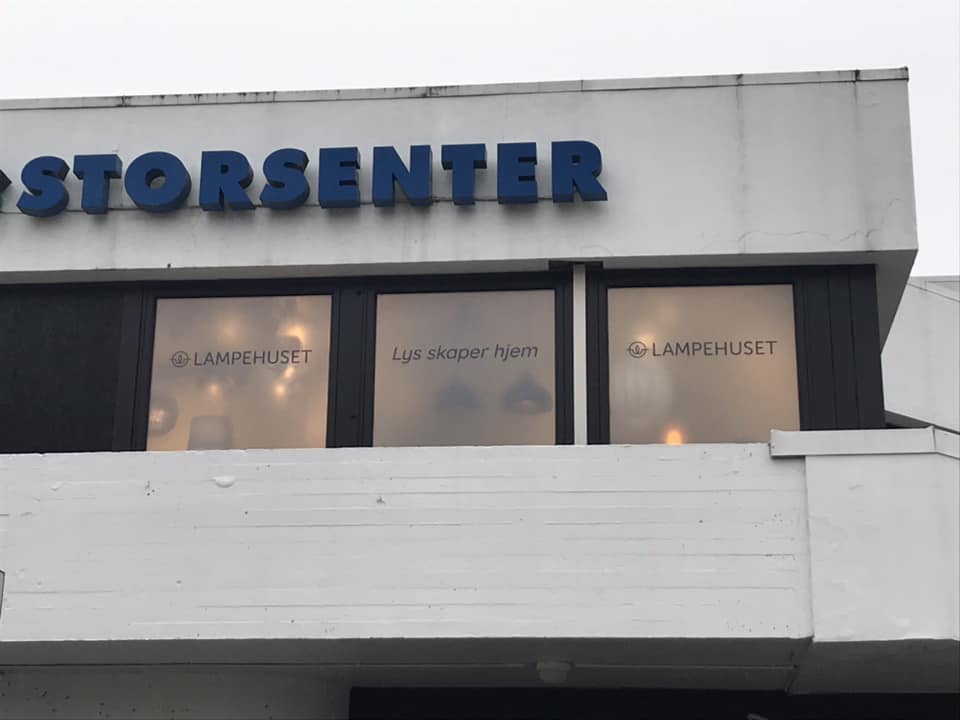 STORSENTER
LAMPEHUSET
Lys skaper hjem
LAMPEHUSET